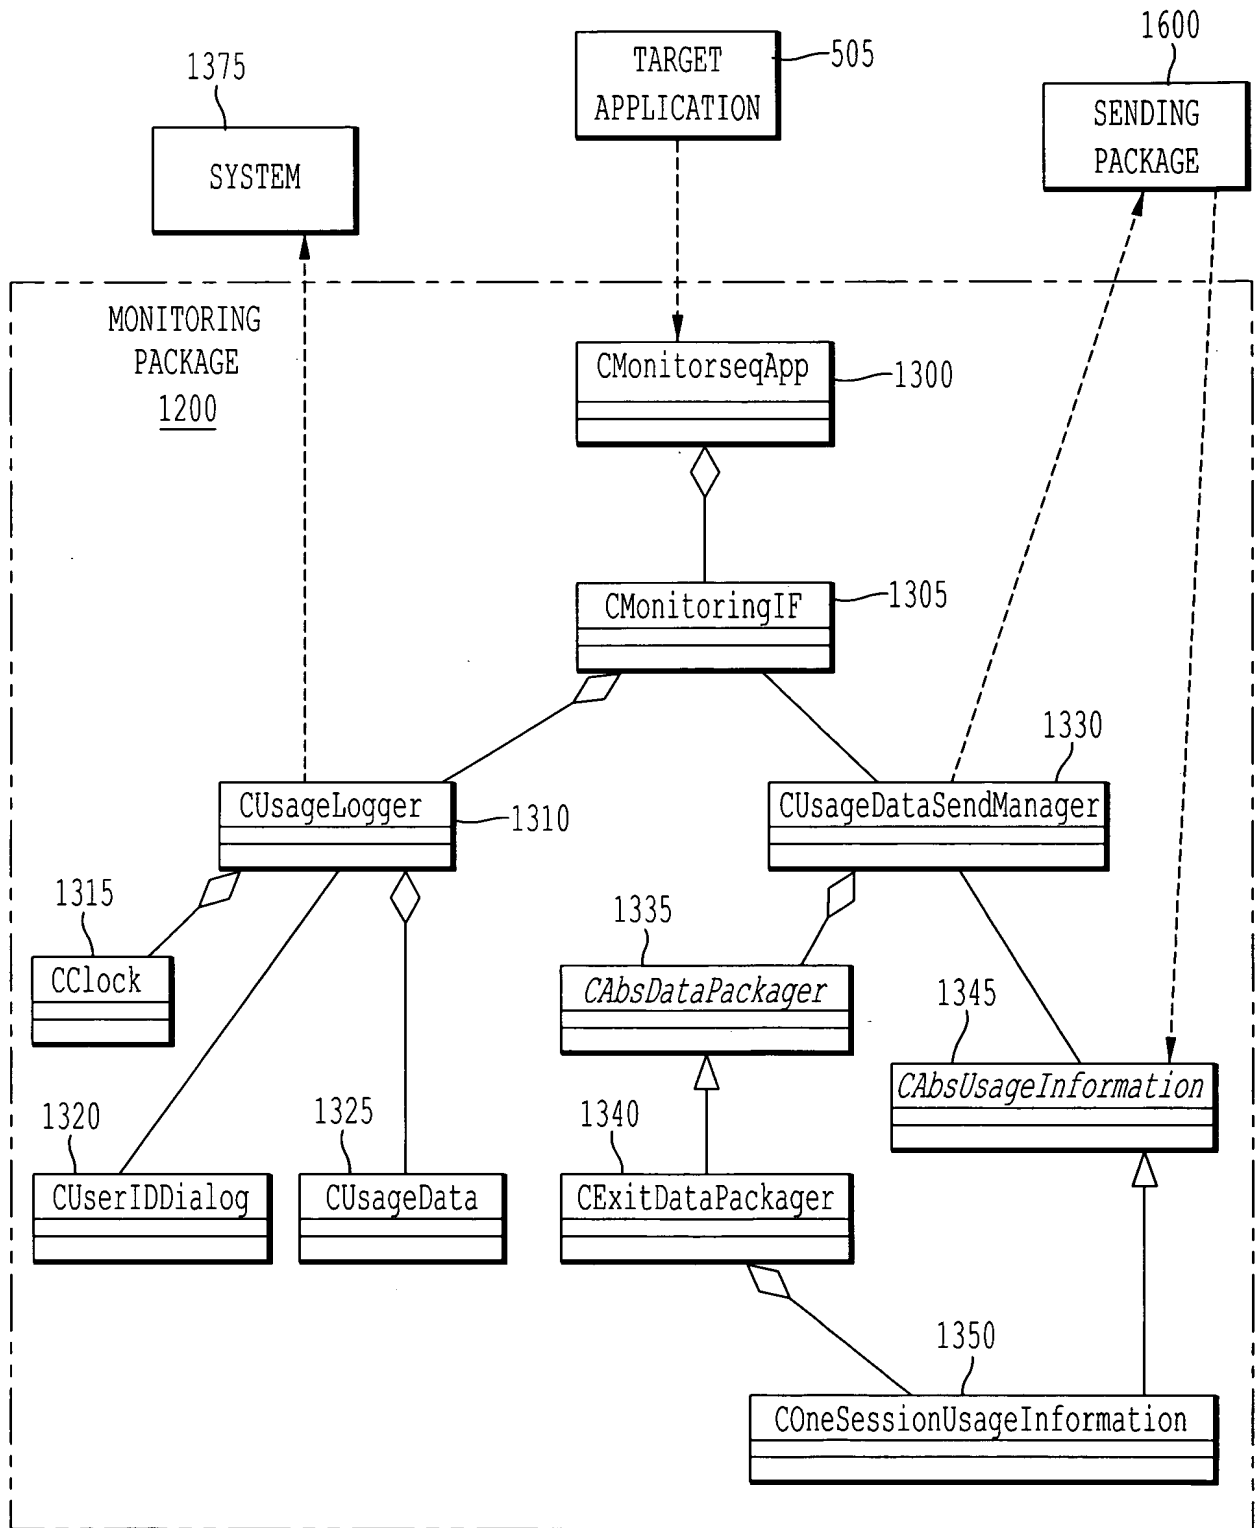 1600
505
TARGET
APPLICATION
1375
SENDING
PACKAGE
SYSTEM
MONITORING
PACKAGE
1200
CMonitorseqApp
1300
CMonitoringIF
1305
1330
CUsageLogger
1310
CUsageDataSendManager
1315
1335
CClock
CAbsDataPackager
1345
CAbsUsageInformation
1320
1325
1340
CUserIDDialog
CUsageData
CExitDataPackager
1350
COneSessionUsageInformation